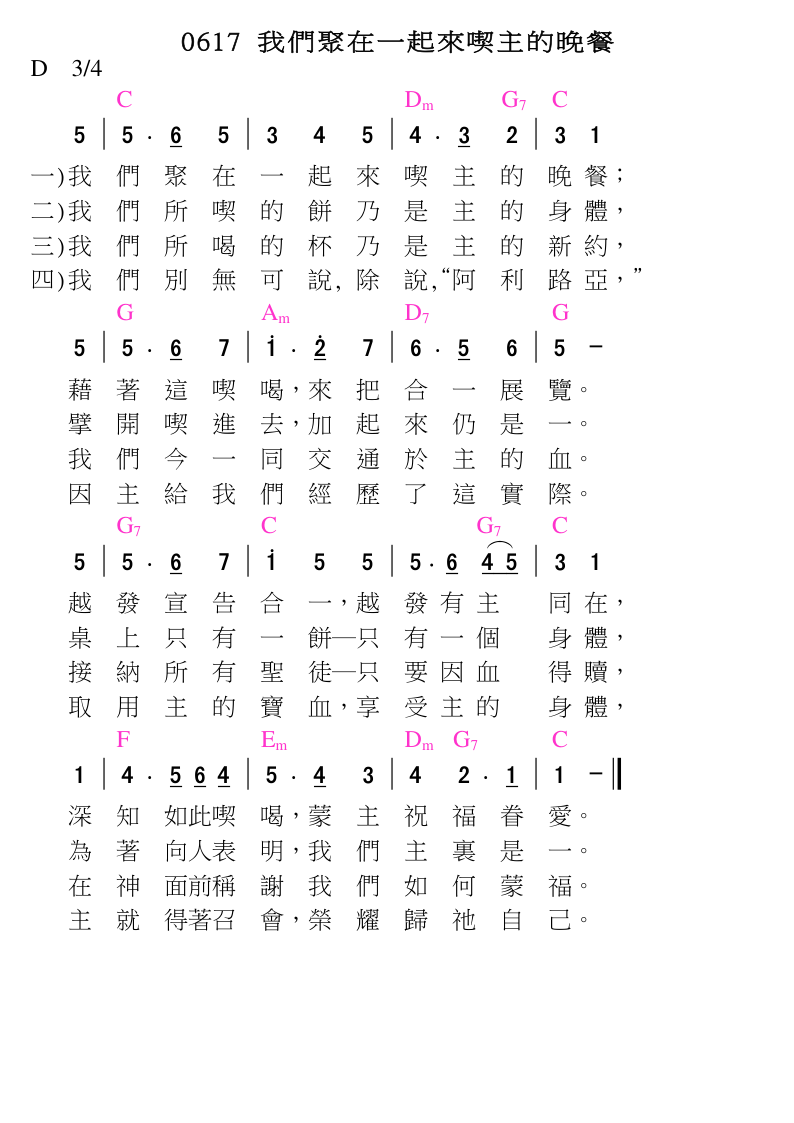 0617 我們聚在一起來喫主的晚餐
D 3/4
C Dm G7 C
5 | 5 . 6 5 | 3 4 5 | 4 . 3 2 | 3 1
一)我們聚在一起來喫主的晚餐；
二)我們所喫的餅乃是主的身體，
三)我們所喝的杯乃是主的新約，
四)我們別無可說, 除說,“阿利路亞，”
G Am D7 G
5 | 5 . 6 7 | i . 2̇ 7 | 6 . 5 6 | 5 －
藉著這喫喝，來把合一展覽。
擘開喫進去，加起來仍是一。
我們今一同交通於主的血。
因主給我們經歷了這實際。
G7 C G7 C
5 | 5 . 6 7 | i 5 5 | 5 . 6 4 5 | 3 1
越發宣告合一，越發有主同在，
桌上只有一餅—只有一個身體，
接納所有聖徒—只要因血得贖，
取用主的寶血，享受主的身體，
F Em Dm G7 C
1 | 4 . 5 6 4 | 5 . 4 3 | 4 2 . 1 | 1 －‖
深知如此喫喝，蒙主祝福眷愛。
為著向人表明，我們主裏是一。
在神面前稱謝我們如何蒙福。
主就得著召會，榮耀歸祂自己。